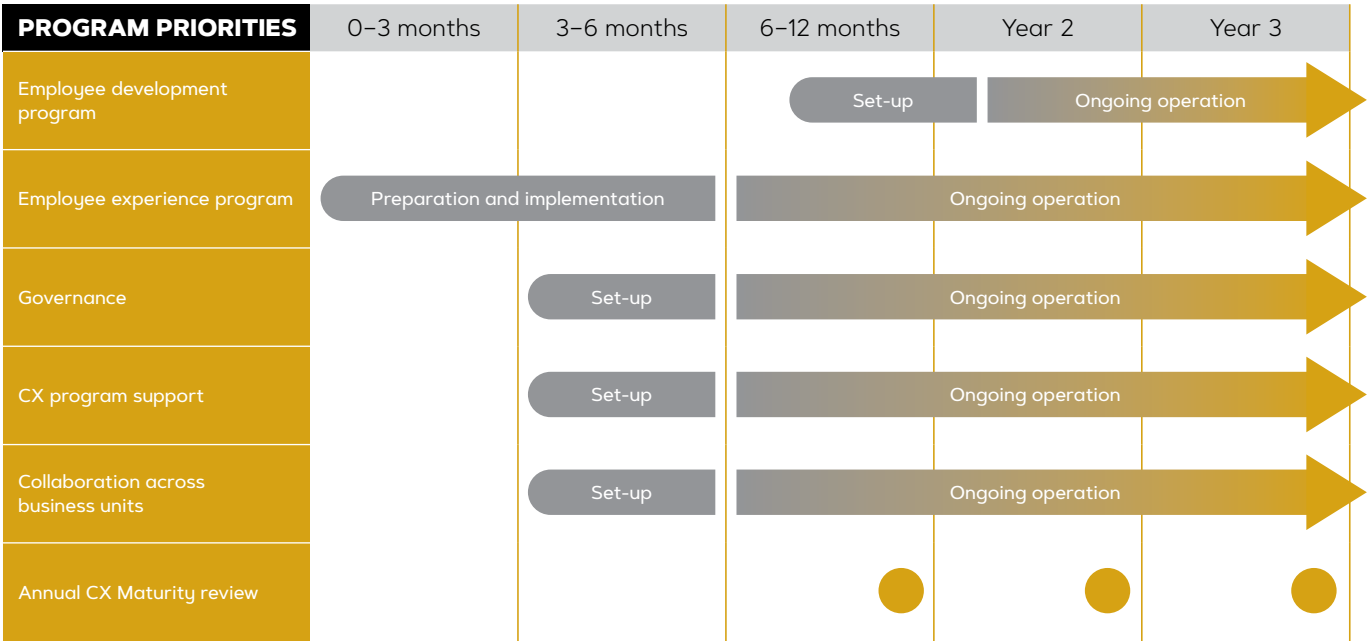 PROGRAM PRIORITIES 0–3 months 3–6 months 6–12 months Year 2 Year 3
Employee development
program
Set-up Ongoing operation
Employee experience program Preparation and implementation Ongoing operation
Governance Set-up Ongoing operation
CX program support Set-up Ongoing operation
Collaboration across
business units
Set-up Ongoing operation
Annual CX Maturity review